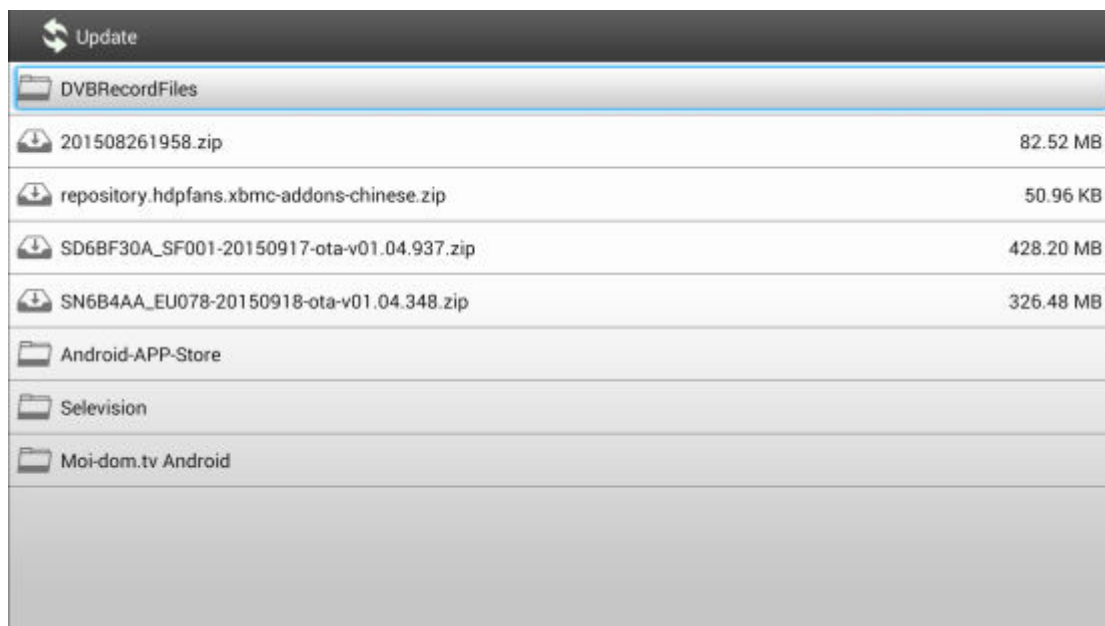 Update
DVBRecordFiles
201508261958.zip 82.52 MB
repository.hdpfans.xbmc-addons-chinese.zip 50.96 KB
SD6BF30A_SF001-20150917-ota-v01.04.937.zip 428.20 MB
SN6B4AA_EU078-20150918-ota-v01.04.348.zip 326.48 MB
Android-APP-Store
Selevision
Moi-dom.tv Android